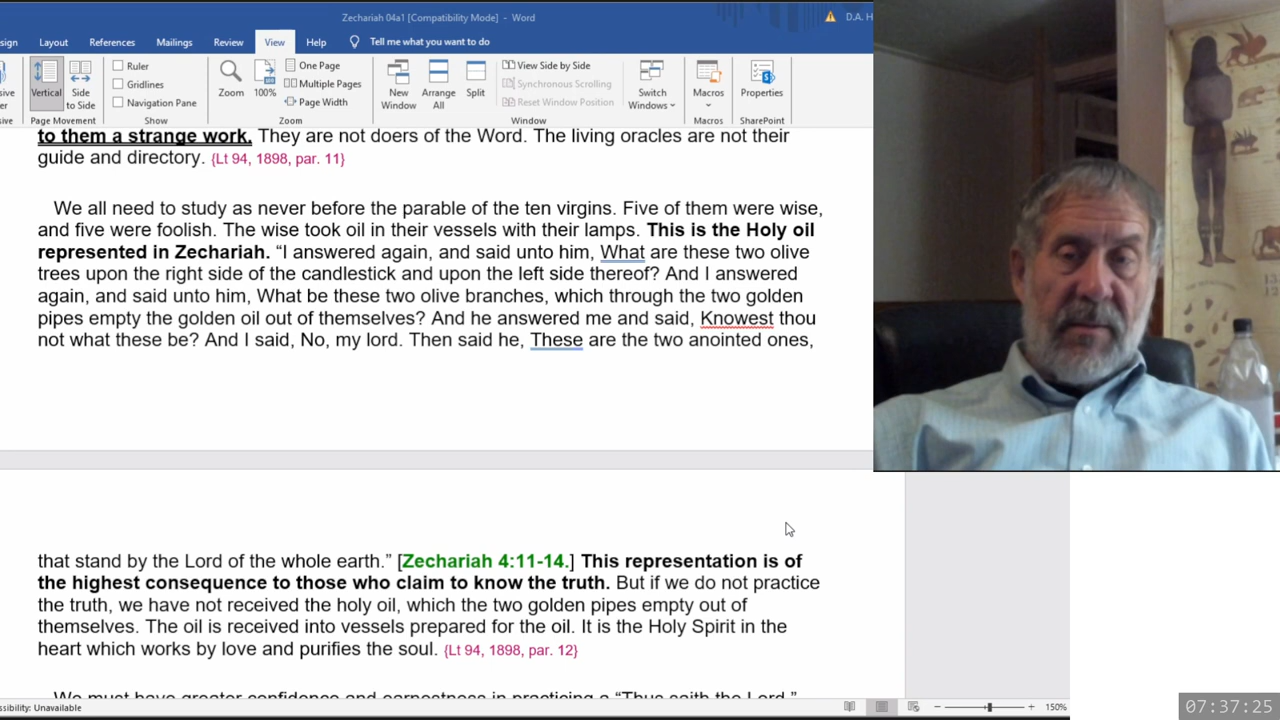 Zechariah 04a1 [Compatibility Mode] - Word
D.A. H
sign Layout References Mailings Review View Help Tell me what you want to do
Vertical
Side to Side
Page Movement
Ruler
Gridlines
Navigation Pane
Show
Zoom
100%
One Page
Multiple Pages
Page Width
Zoom
New Window
Arrange All
Split
View Side by Side
Synchronous Scrolling
Reset Window Position
Switch Windows
Window
Macros
Macros
Properties
SharePoint
to them a strange work. They are not doers of the Word. The living oracles are not their
guide and directory. {Lt 94, 1898, par. 11}
We all need to study as never before the parable of the ten virgins. Five of them were wise,
and five were foolish. The wise took oil in their vessels with their lamps. This is the Holy oil
represented in Zechariah. “I answered again, and said unto him, What are these two olive
trees upon the right side of the candlestick and upon the left side thereof? And I answered
again, and said unto him, What be these two olive branches, which through the two golden
pipes empty the golden oil out of themselves? And he answered me and said, Knowest thou
not what these be? And I said, No, my lord. Then said he, These are the two anointed ones,
that stand by the Lord of the whole earth.” [Zechariah 4:11-14.] This representation is of
the highest consequence to those who claim to know the truth. But if we do not practice
the truth, we have not received the holy oil, which the two golden pipes empty out of
themselves. The oil is received into vessels prepared for the oil. It is the Holy Spirit in the
heart which works by love and purifies the soul. {Lt 94, 1898, par. 12}
We must have greater confidence and earnestness in practicing a “Thus saith the Lord.”
ssibility: Unavailable
150%
07:37:25